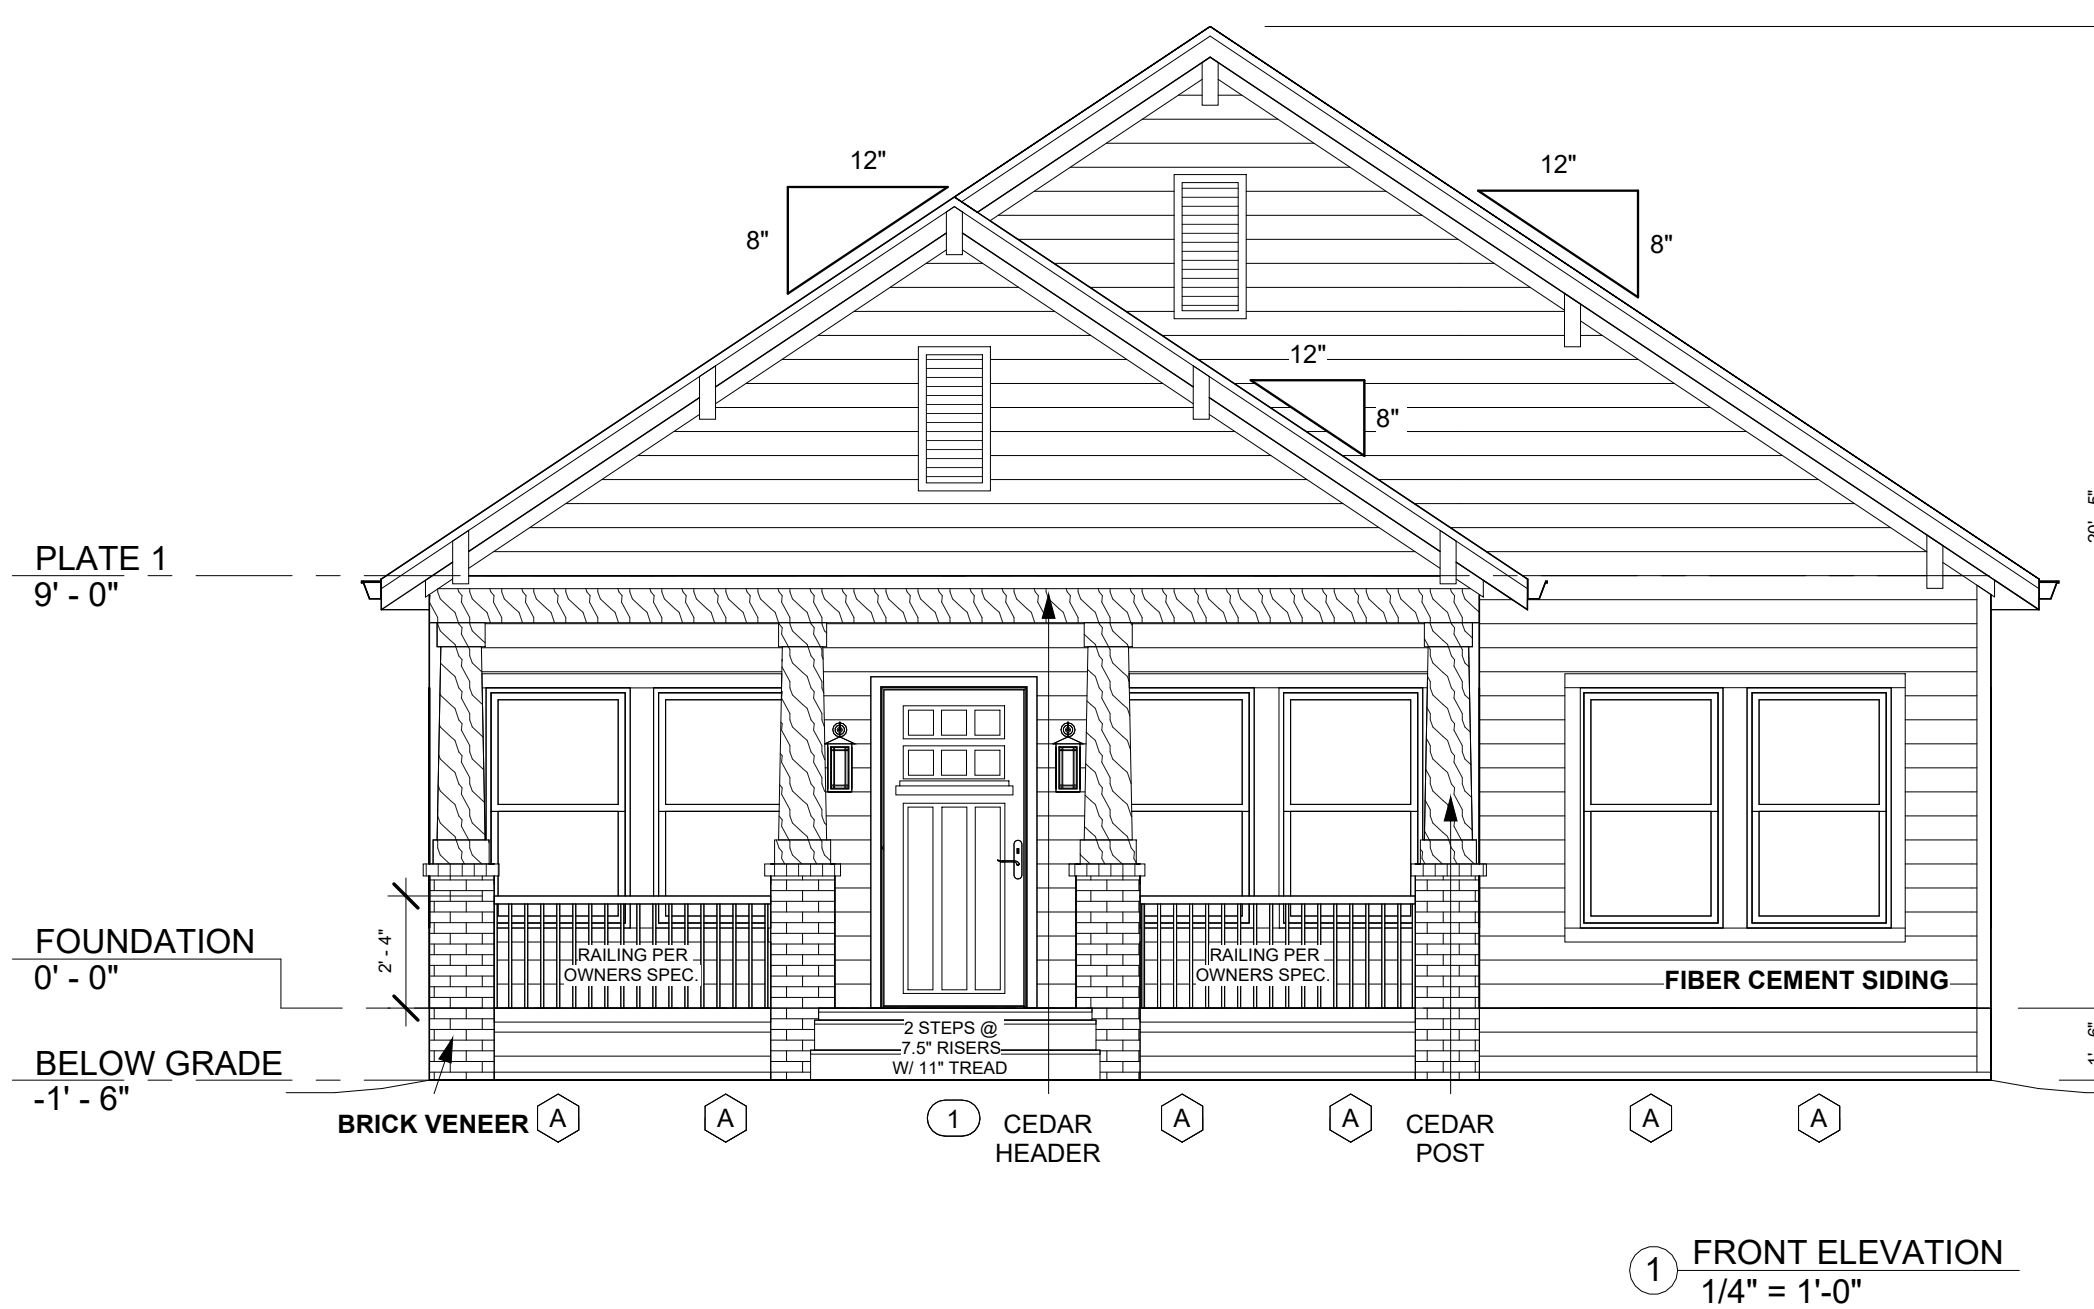 12"
8"
12"
8"
12"
8"
PLATE 1
9' - 0"
FOUNDATION
0' - 0"
2' - 4"
RAILING PER
OWNERS SPEC.
RAILING PER
OWNERS SPEC.
FIBER CEMENT SIDING
BELOW GRADE
-1' - 6"
2 STEPS @
7.5" RISERS
W/ 11" TREAD
1' - 6"
BRICK VENEER
A
A
1
CEDAR
HEADER
A
A
CEDAR
POST
A
A
1
FRONT ELEVATION
1/4" = 1'-0"